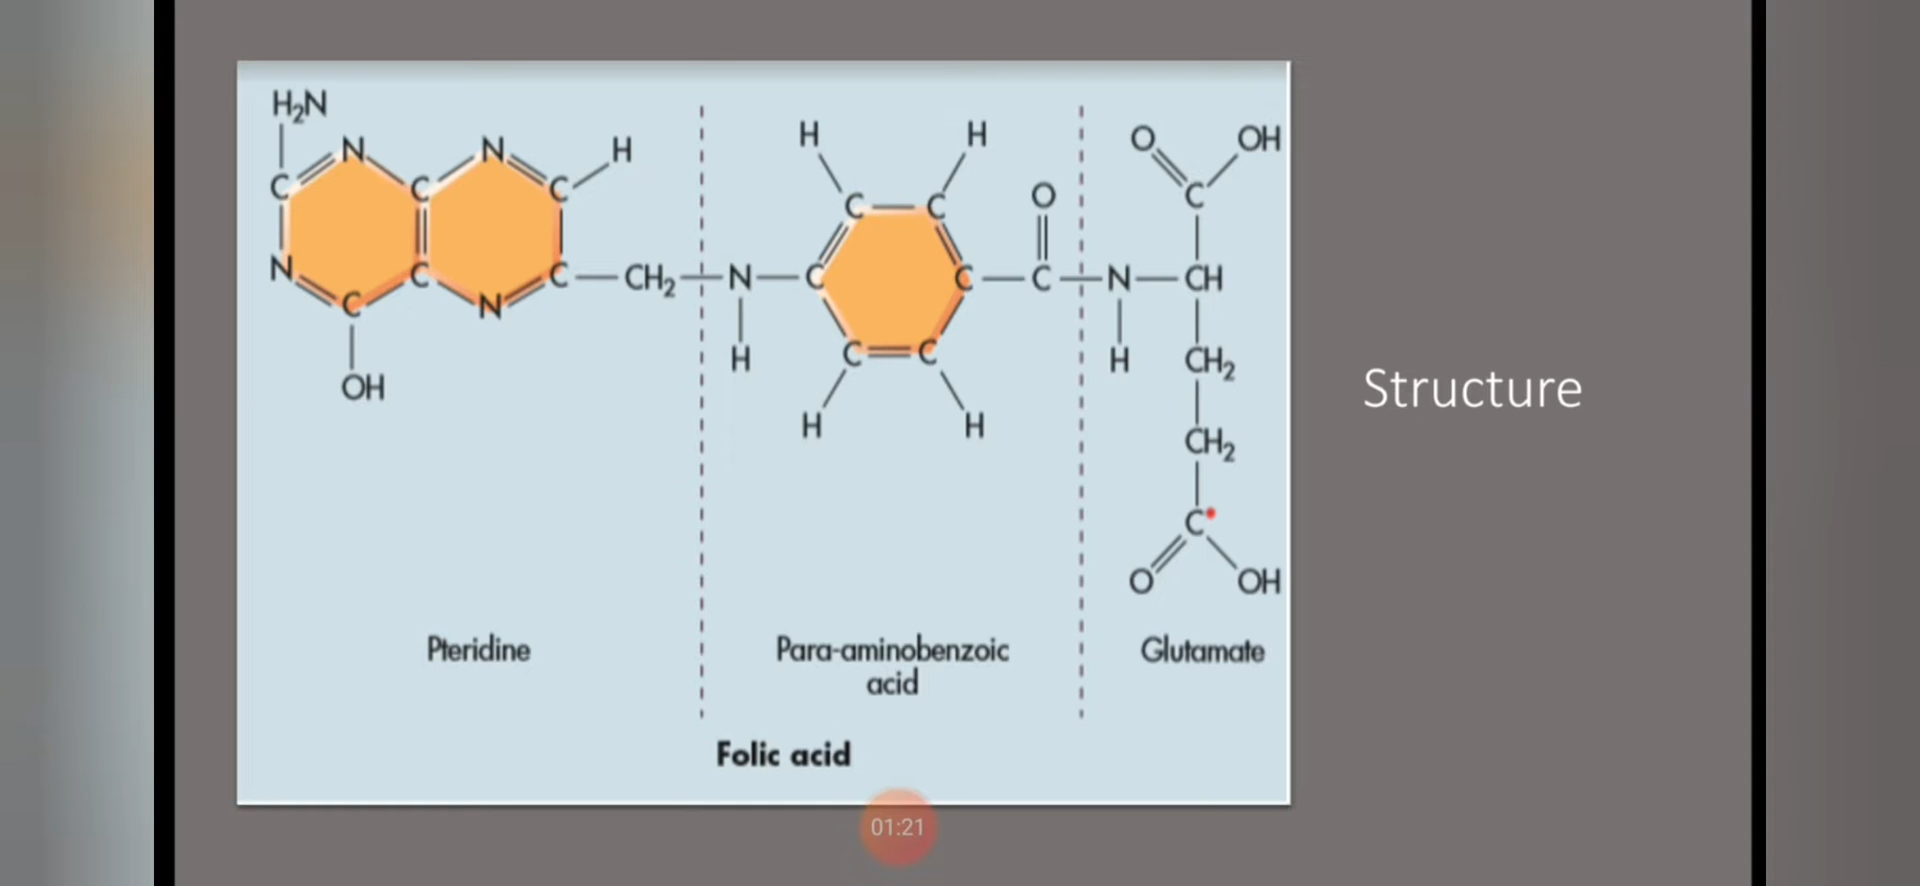 H₂N
N N H
C C C
N C N C CH₂ N C
C
OH
H
H H
C C
C C
C C
H H
O
C N CH
H
O OH
C
CH₂
CH₂
C
O OH
Pteridine
Para-aminobenzoic
acid
Glutamate
Folic acid
Structure
01:21